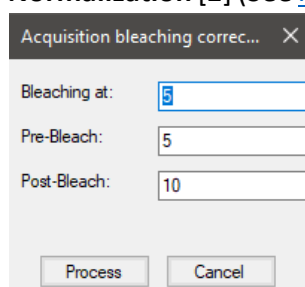 Acquisition bleaching correc...
Bleaching at:
5
Pre-Bleach:
5
Post-Bleach:
10
Process
Cancel